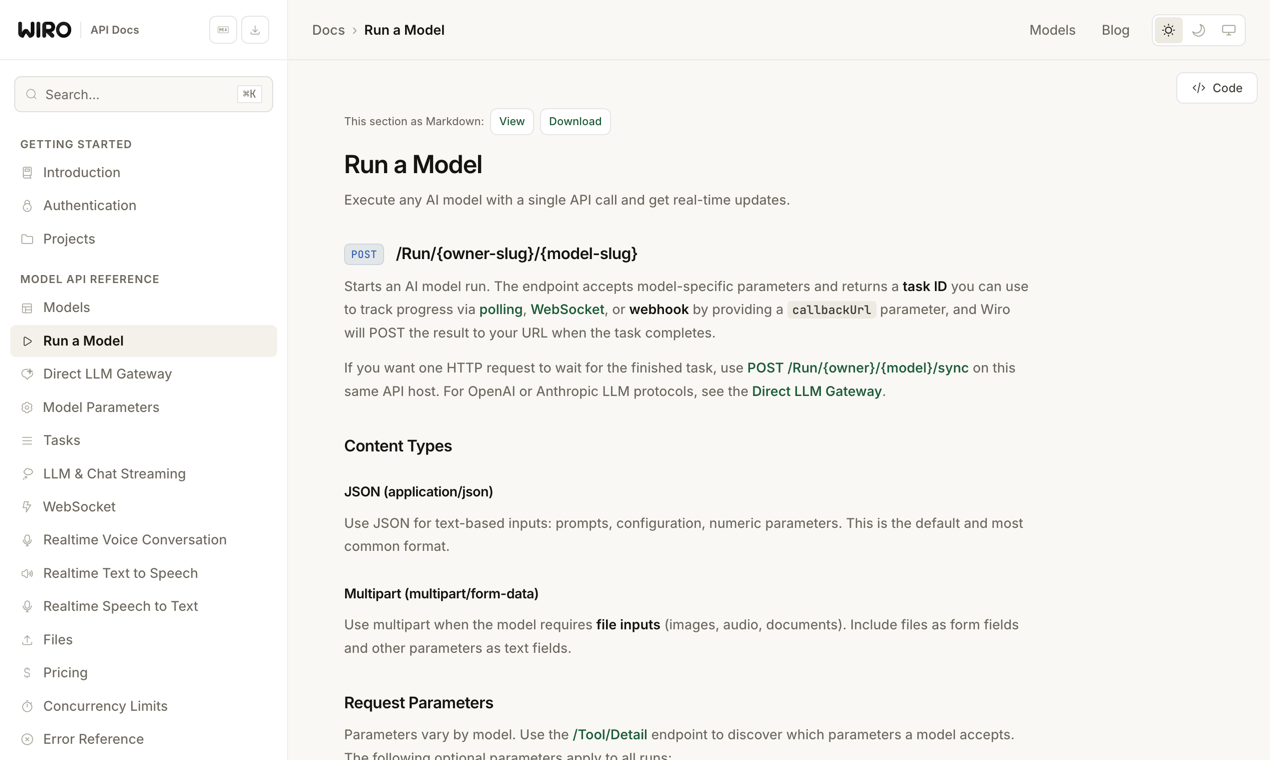 WIRO
API Docs
Docs › Run a Model
Models
Blog
Search...
⌘K
GETTING STARTED
Introduction
Authentication
Projects
MODEL API REFERENCE
Models
Run a Model
Direct LLM Gateway
Model Parameters
Tasks
LLM & Chat Streaming
WebSocket
Realtime Voice Conversation
Realtime Text to Speech
Realtime Speech to Text
Files
Pricing
Concurrency Limits
Error Reference
</> Code
This section as Markdown: View Download
Run a Model
Execute any AI model with a single API call and get real-time updates.
POST /Run/{owner-slug}/{model-slug}
Starts an AI model run. The endpoint accepts model-specific parameters and returns a task ID you can use
to track progress via polling, WebSocket, or webhook by providing a callbackUrl parameter, and Wiro
will POST the result to your URL when the task completes.
If you want one HTTP request to wait for the finished task, use POST /Run/{owner}/{model}/sync on this
same API host. For OpenAI or Anthropic LLM protocols, see the Direct LLM Gateway.
Content Types
JSON (application/json)
Use JSON for text-based inputs: prompts, configuration, numeric parameters. This is the default and most
common format.
Multipart (multipart/form-data)
Use multipart when the model requires file inputs (images, audio, documents). Include files as form fields
and other parameters as text fields.
Request Parameters
Parameters vary by model. Use the /Tool/Detail endpoint to discover which parameters a model accepts.
The following optional parameters apply to all runs: